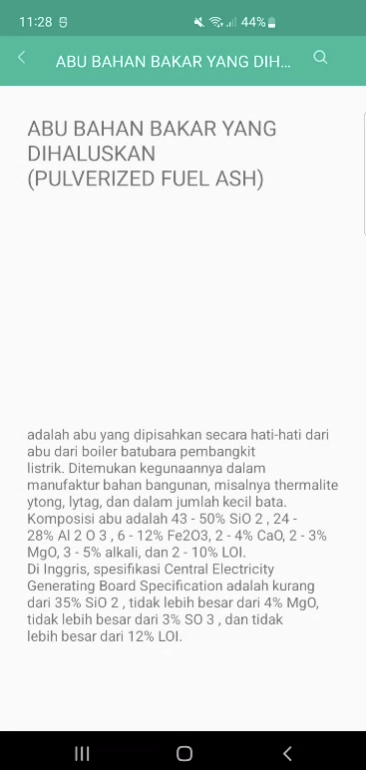 11:28
44%
ABU BAHAN BAKAR YANG DIH...
ABU BAHAN BAKAR YANG
DIHALUSKAN
(PULVERIZED FUEL ASH)
adalah abu yang dipisahkan secara hati-hati dari
abu dari boiler batubara pembangkit
listrik. Ditemukan kegunaannya dalam
manufaktur bahan bangunan, misalnya thermalite
ytong, lytag, dan dalam jumlah kecil bata.
Komposisi abu adalah 43 - 50% SiO 2 , 24 -
28% Al 2 O 3 , 6 - 12% Fe2O3, 2 - 4% CaO, 2 - 3%
MgO, 3 - 5% alkali, dan 2 - 10% LOI.
Di Inggris, spesifikasi Central Electricity
Generating Board Specification adalah kurang
dari 35% SiO 2 , tidak lebih besar dari 4% MgO,
tidak lebih besar dari 3% SO 3 , dan tidak
lebih besar dari 12% LOI.